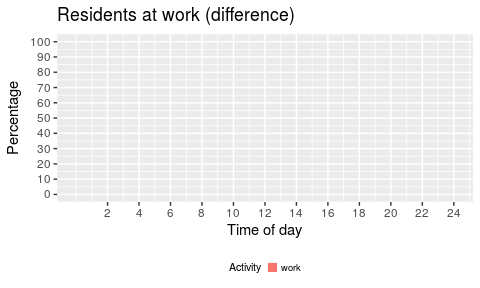 Residents at work (difference)
Percentage
100
90
80
70
60
50
40
30
20
10
0
2 4 6 8 10 12 14 16 18 20 22 24
Time of day
Activity work